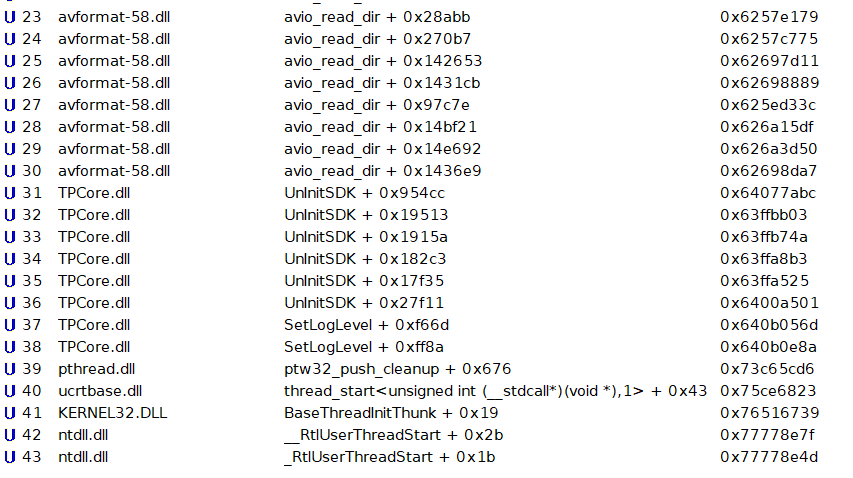 U 23 avformat-58.dll avio_read_dir + 0x28abb 0x6257e179
U 24 avformat-58.dll avio_read_dir + 0x270b7 0x6257c775
U 25 avformat-58.dll avio_read_dir + 0x142653 0x62697d11
U 26 avformat-58.dll avio_read_dir + 0x1431cb 0x62698889
U 27 avformat-58.dll avio_read_dir + 0x97c7e 0x625ed33c
U 28 avformat-58.dll avio_read_dir + 0x14bf21 0x626a15df
U 29 avformat-58.dll avio_read_dir + 0x14e692 0x626a3d50
U 30 avformat-58.dll avio_read_dir + 0x1436e9 0x62698da7
U 31 TPCore.dll UnInitSDK + 0x954cc 0x64077abc
U 32 TPCore.dll UnInitSDK + 0x19513 0x63ffbb03
U 33 TPCore.dll UnInitSDK + 0x1915a 0x63ffb74a
U 34 TPCore.dll UnInitSDK + 0x182c3 0x63ffa8b3
U 35 TPCore.dll UnInitSDK + 0x17f35 0x63ffa525
U 36 TPCore.dll UnInitSDK + 0x27f11 0x6400a501
U 37 TPCore.dll SetLogLevel + 0xf66d 0x640b056d
U 38 TPCore.dll SetLogLevel + 0xff8a 0x640b0e8a
U 39 pthread.dll ptw32_push_cleanup + 0x676 0x73c65cd6
U 40 ucrtbase.dll thread_start<unsigned int (__stdcall*)(void *),1> + 0x43 0x75ce6823
U 41 KERNEL32.DLL BaseThreadInitThunk + 0x19 0x76516739
U 42 ntdll.dll __RtlUserThreadStart + 0x2b 0x77778e7f
U 43 ntdll.dll _RtlUserThreadStart + 0x1b 0x77778e4d